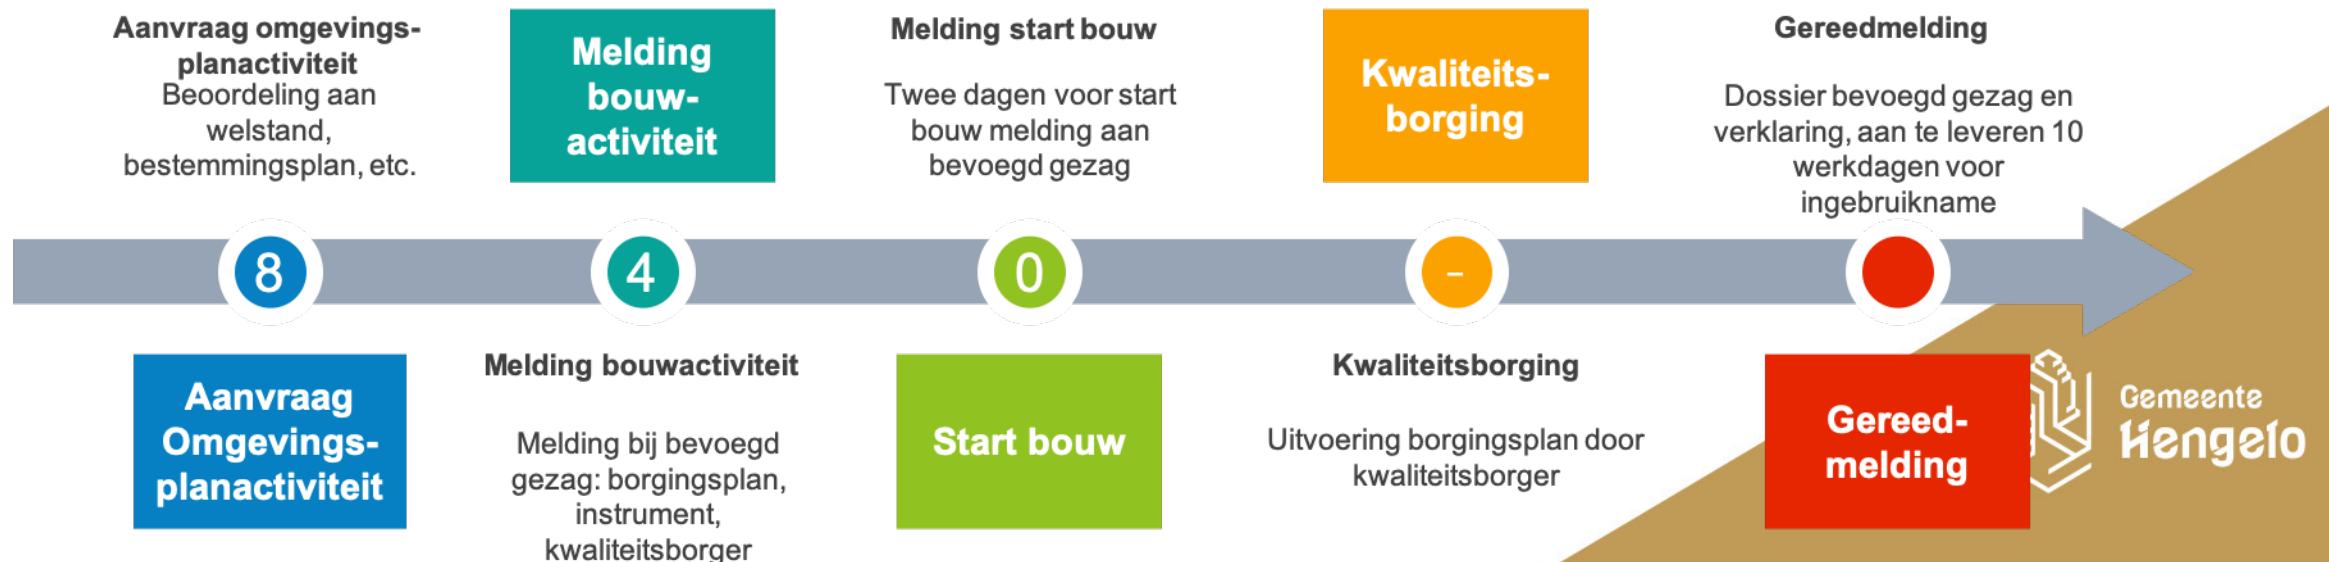 Aanvraag omgevings-
planactiviteit
Beoordeling aan
welstand,
bestemmingsplan, etc.
Melding
bouw-
activiteit
Melding start bouw
Twee dagen voor start
bouw melding aan
bevoegd gezag
Kwaliteits-
borging
Gereedmelding
Dossier bevoegd gezag en
verklaring, aan te leveren 10
werkdagen voor
ingebruikname
8
4
0
-
Aanvraag
Omgevings-
planactiviteit
Melding bouwactiviteit
Melding bij bevoegd
gezag: borgingsplan,
instrument,
kwaliteitsborger
Start bouw
Kwaliteitsborging
Uitvoering borgingsplan door
kwaliteitsborger
Gereed-
melding
Gemeente
Hengelo